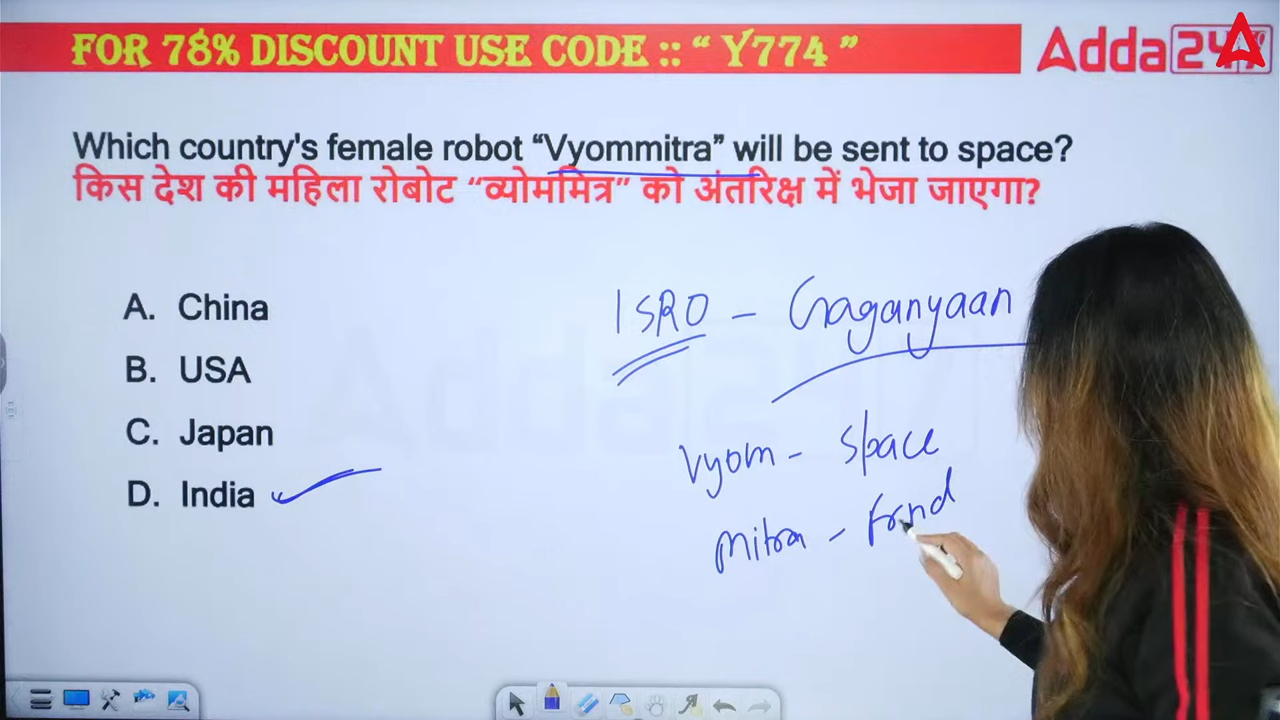 FOR 78% DISCOUNT USE CODE :: “ Y774 ”
Adda247
Which country's female robot “Vyommitra” will be sent to space?
किस देश की महिला रोबोट “व्योममित्र” को अंतरिक्ष में भेजा जाएगा?
A. China
B. USA
C. Japan
D. India
ISRO - Gaganyaan
Vyom - space
Mitra - frnd